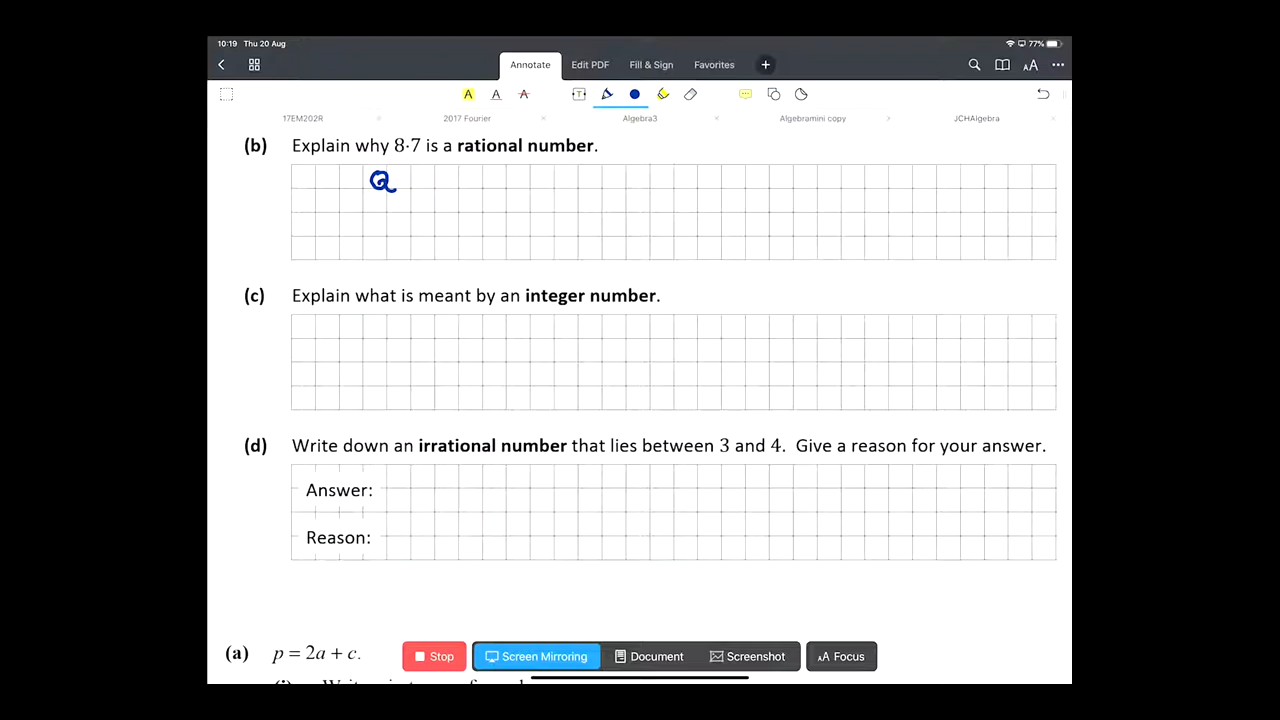 10:19 Thu 20 Aug 77%
Annotate Edit PDF Fill & Sign Favorites +
17EM202R 2017 Fourier Algebra3 Algebramini copy JCHAlgebra
(b) Explain why 8·7 is a rational number.
Q
(c) Explain what is meant by an integer number.
(d) Write down an irrational number that lies between 3 and 4. Give a reason for your answer.
Answer:
Reason:
(a) p = 2a + c.
Stop Screen Mirroring Document Screenshot AA Focus